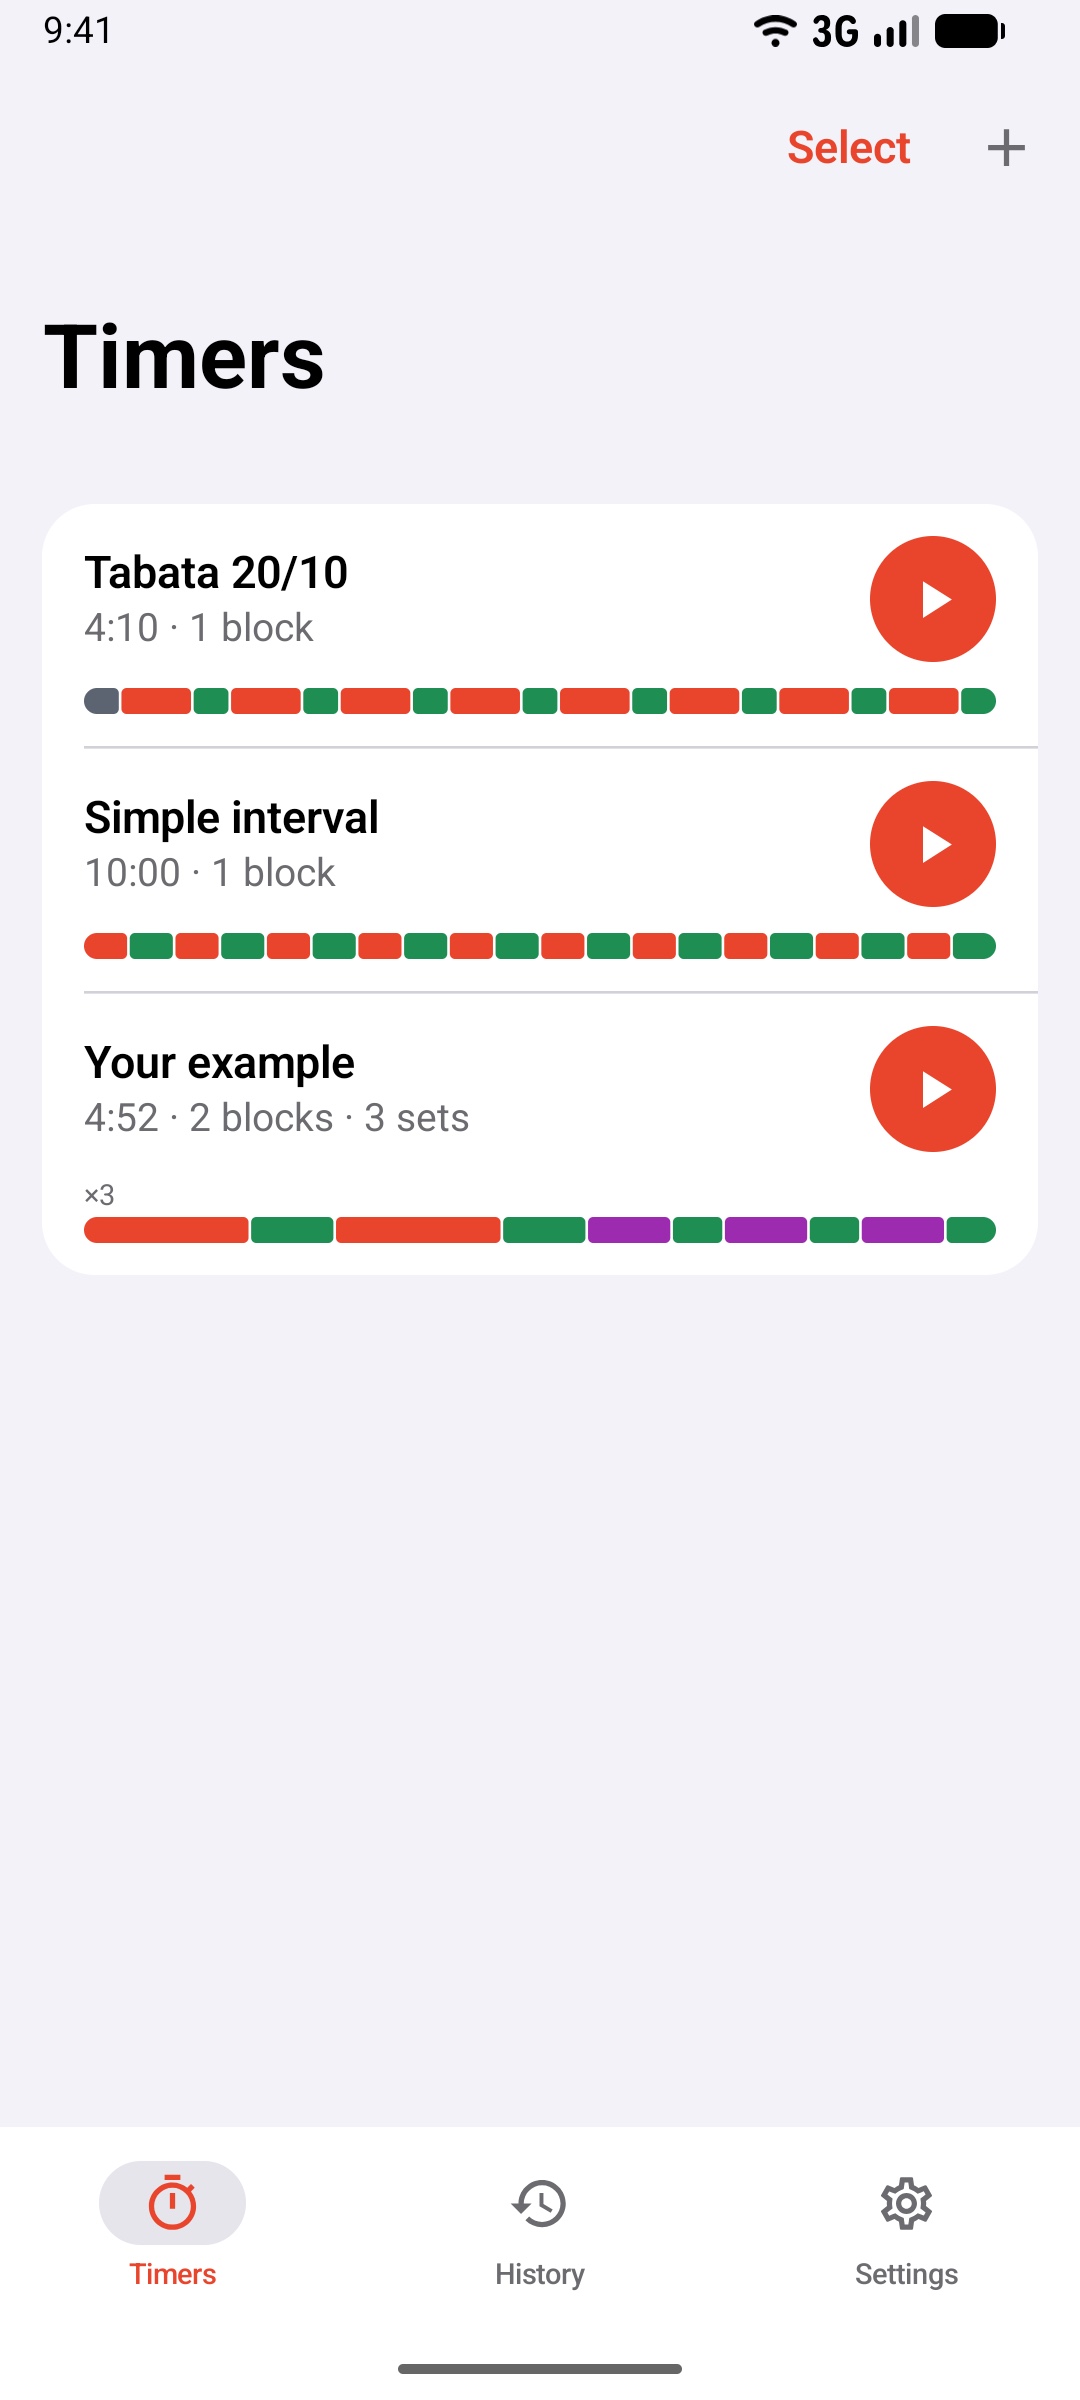 9:41
3G
Select
Timers
Tabata 20/10
4:10 · 1 block
Simple interval
10:00 · 1 block
Your example
4:52 · 2 blocks · 3 sets
×3
Timers
History
Settings